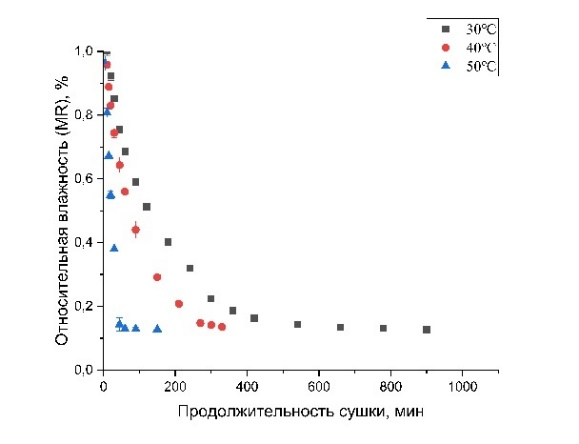 30°C
40°C
50°C
1,0
0,8
0,6
0,4
0,2
0,0
Относительная влажность (MR), %
0
200
400
600
800
1000
Продолжительность сушки, мин